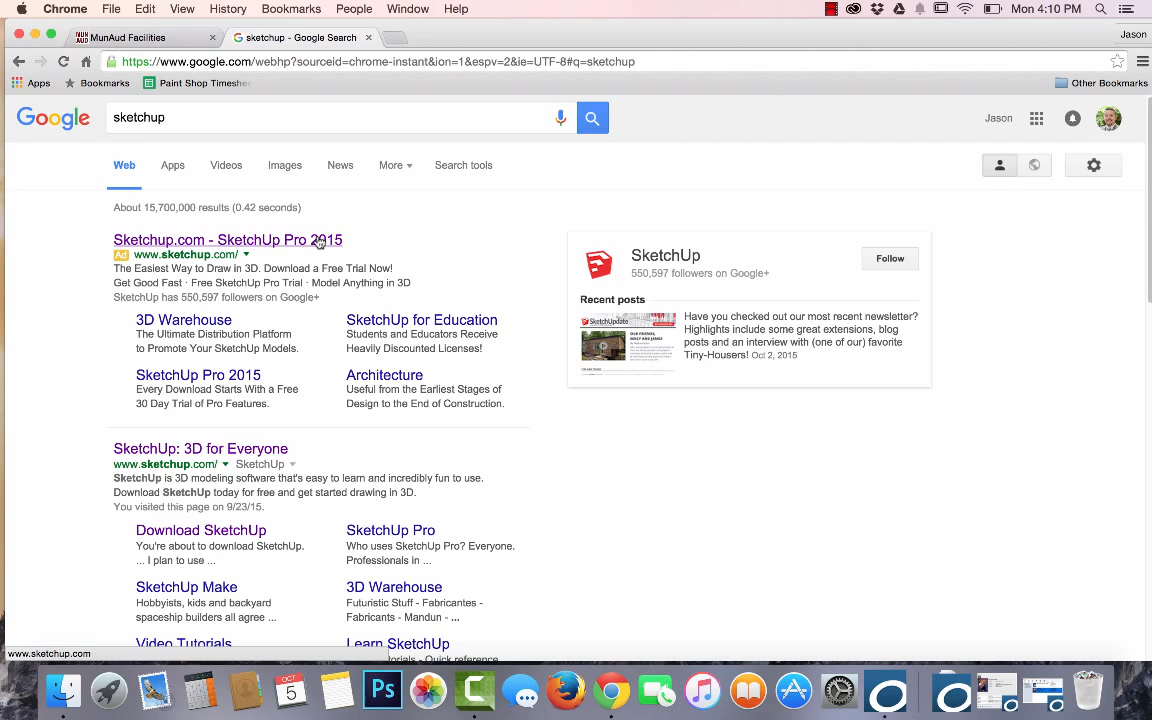 Chrome File Edit View History Bookmarks People Window Help Mon 4:10 PM
MunAud Facilities sketchup - Google Search Jason
https://www.google.com/webhp?sourceid=chrome-instant&ion=1&espv=2&ie=UTF-8#q=sketchup
Apps Bookmarks Paint Shop Timeshe Other Bookmarks
Google sketchup Jason
Web Apps Videos Images News More Search tools
About 15,700,000 results (0.42 seconds)
Sketchup.com - SketchUp Pro 2015
Ad www.sketchup.com/
The Easiest Way to Draw in 3D. Download a Free Trial Now!
Get Good Fast · Free SketchUp Pro Trial · Model Anything in 3D
SketchUp has 550,597 followers on Google+
3D Warehouse
The Ultimate Distribution Platform
to Promote Your SketchUp Models.
SketchUp for Education
Students and Educators Receive
Heavily Discounted Licenses!
SketchUp Pro 2015
Every Download Starts With a Free
30 Day Trial of Pro Features.
Architecture
Useful from the Earliest Stages of
Design to the End of Construction.
SketchUp
550,597 followers on Google+
Follow
Recent posts
SketchUpdate
Have you checked out our most recent newsletter?
Highlights include some great extensions, blog
posts and an interview with (one of our) favorite
Tiny-Housers! Oct 2, 2015
SketchUp: 3D for Everyone
www.sketchup.com/ SketchUp
SketchUp is 3D modeling software that's easy to learn and incredibly fun to use.
Download SketchUp today for free and get started drawing in 3D.
You visited this page on 9/23/15.
Download SketchUp
You're about to download SketchUp.
... I plan to use ...
SketchUp Pro
Who uses SketchUp Pro? Everyone.
Professionals in ...
SketchUp Make
Hobbyists, kids and backyard
spaceship builders all agree ...
3D Warehouse
Futuristic Stuff - Fabricantes -
Fabricants - Mandun - ...
Video Tutorials
Learn SketchUp
- Quick reference
www.sketchup.com
OCT
5
Ps